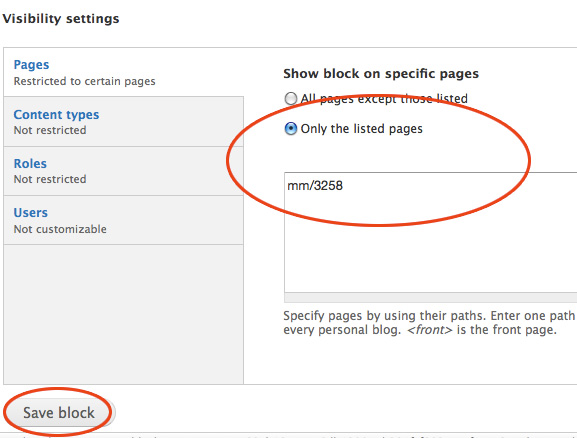 Visibility settings
Pages
Restricted to certain pages
Content types
Not restricted
Roles
Not restricted
Users
Not customizable
Show block on specific pages
All pages except those listed
Only the listed pages
mm/3258
Specify pages by using their paths. Enter one path
every personal blog. <front> is the front page.
Save block